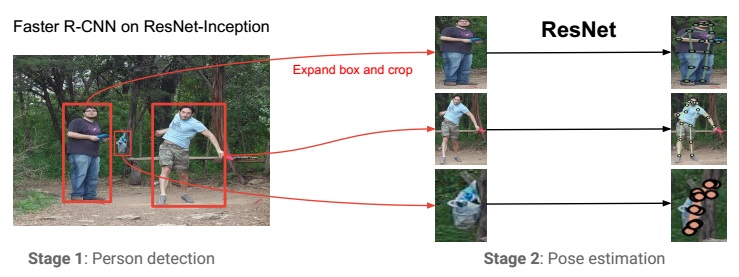 Faster R-CNN on ResNet-Inception
ResNet
Expand box and crop
Stage 1: Person detection
Stage 2: Pose estimation